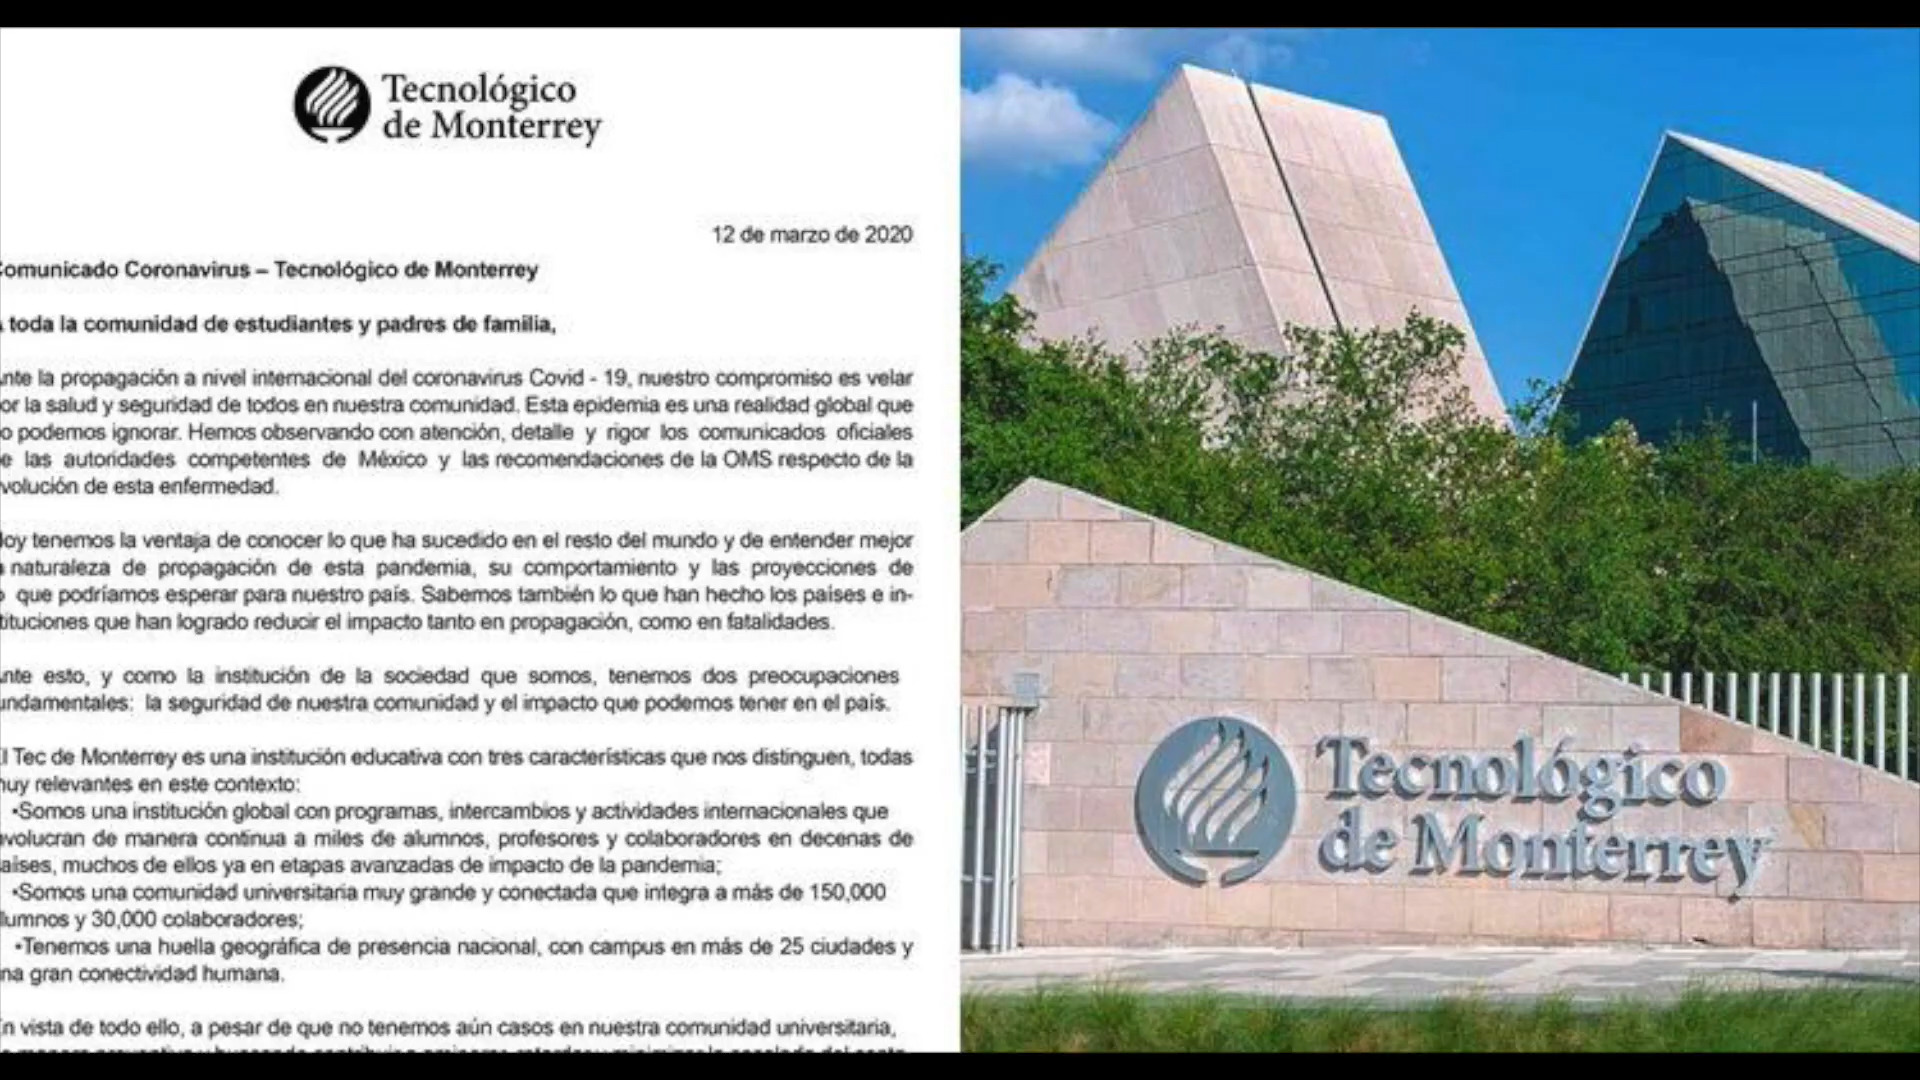 Tecnológico
de Monterrey
12 de marzo de 2020
omunicado Coronavirus – Tecnológico de Monterrey
toda la comunidad de estudiantes y padres de familia,
nte la propagación a nivel internacional del coronavirus Covid - 19, nuestro compromiso es velar
or la salud y seguridad de todos en nuestra comunidad. Esta epidemia es una realidad global que
o podemos ignorar. Hemos observando con atención, detalle y rigor los comunicados oficiales
e las autoridades competentes de México y las recomendaciones de la OMS respecto de la
volución de esta enfermedad.
oy tenemos la ventaja de conocer lo que ha sucedido en el resto del mundo y de entender mejor
naturaleza de propagación de esta pandemia, su comportamiento y las proyecciones de
que podríamos esperar para nuestro país. Sabemos también lo que han hecho los países e in-
tituciones que han logrado reducir el impacto tanto en propagación, como en fatalidades.
nte esto, y como la institución de la sociedad que somos, tenemos dos preocupaciones
undamentales: la seguridad de nuestra comunidad y el impacto que podemos tener en el país.
l Tec de Monterrey es una institución educativa con tres características que nos distinguen, todas
uy relevantes en este contexto:
•Somos una institución global con programas, intercambios y actividades internacionales que
volucran de manera continua a miles de alumnos, profesores y colaboradores en decenas de
aíses, muchos de ellos ya en etapas avanzadas de impacto de la pandemia;
•Somos una comunidad universitaria muy grande y conectada que integra a más de 150,000
lumnos y 30,000 colaboradores;
•Tenemos una huella geográfica de presencia nacional, con campus en más de 25 ciudades y
na gran conectividad humana.
n vista de todo ello, a pesar de que no tenemos aún casos en nuestra comunidad universitaria,
Tecnológico
de Monterrey